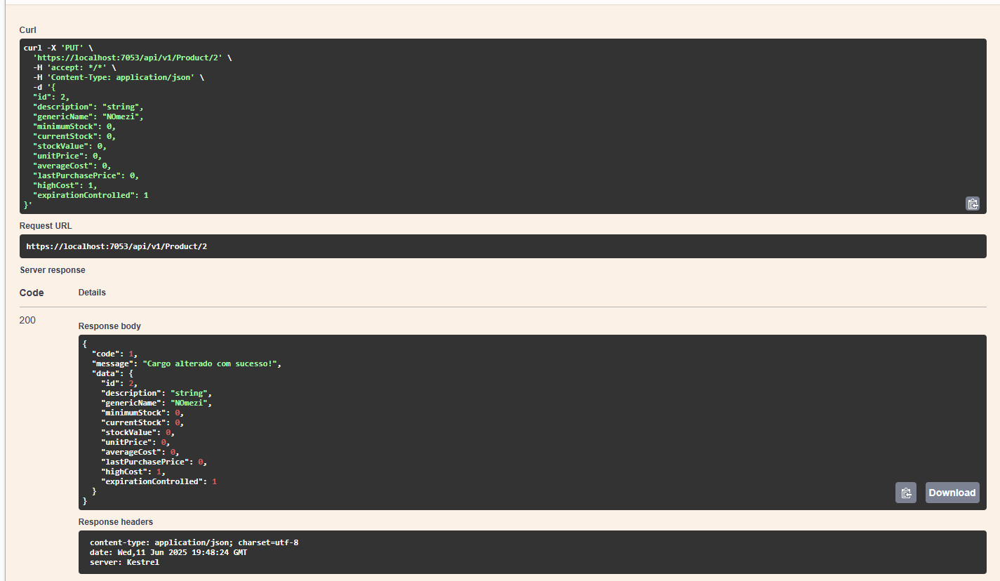 Curl
curl -X 'PUT' \
  'https://localhost:7053/api/v1/Product/2' \
  -H 'accept: */*' \
  -H 'Content-Type: application/json' \
  -d '{
  "id": 2,
  "description": "string",
  "genericName": "NOmezi",
  "minimumStock": 0,
  "currentStock": 0,
  "stockValue": 0,
  "unitPrice": 0,
  "averageCost": 0,
  "lastPurchasePrice": 0,
  "highCost": 1,
  "expirationControlled": 1
}'
Request URL
https://localhost:7053/api/v1/Product/2
Server response
Code Details
200
Response body
{
  "code": 1,
  "message": "Cargo alterado com sucesso!",
  "data": {
    "id": 2,
    "description": "string",
    "genericName": "NOmezi",
    "minimumStock": 0,
    "currentStock": 0,
    "stockValue": 0,
    "unitPrice": 0,
    "averageCost": 0,
    "lastPurchasePrice": 0,
    "highCost": 1,
    "expirationControlled": 1
  }
}
Download
Response headers
content-type: application/json; charset=utf-8
date: Wed,11 Jun 2025 19:48:24 GMT
server: Kestrel